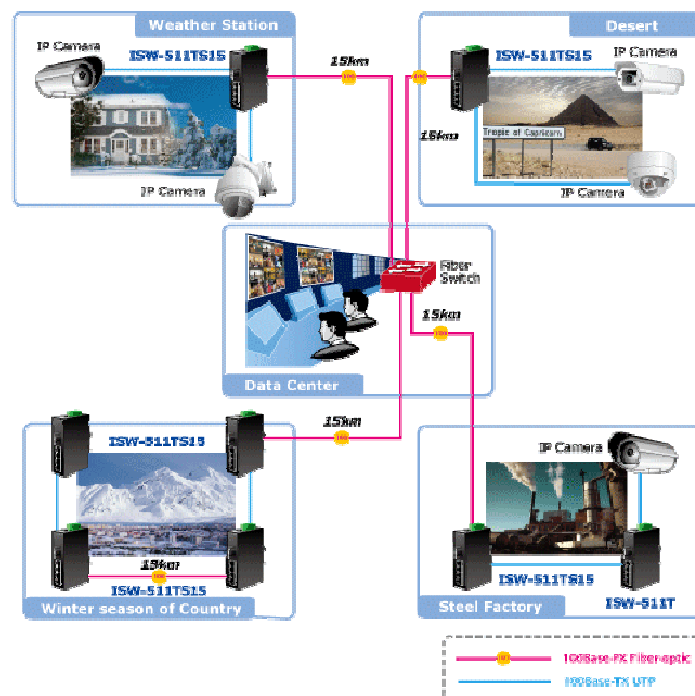 Weather Station
Desert
IP Camera
ISW-511TS15
15km
ISW-511TS15
IP Camera
15km
Tropic of Capricorn
IP Camera
IP Camera
Fiber
Switch
15km
Data Center
15km
ISW-511TS15
IP Camera
15km
ISW-511TS15
ISW-511TS15
ISW-511T
Winter season of Country
Steel Factory
100Base-FX Fiber-optic
100Base-TX UTP